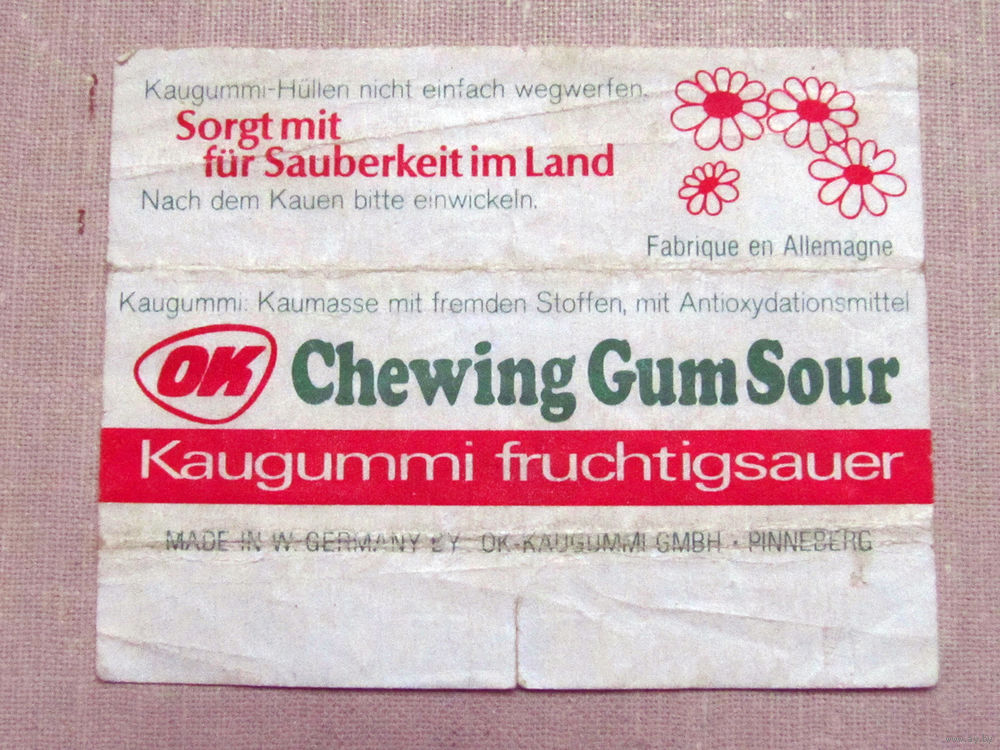 Kaugummi-Hüllen nicht einfach wegwerfen.
Sorgt mit
für Sauberkeit im Land
Nach dem Kauen bitte einwickeln.
Fabrique en Allemagne
Kaugummi: Kaumasse mit fremden Stoffen, mit Antioxydationsmittel
OK Chewing Gum Sour
Kaugummi fruchtigsauer
MADE IN W. GERMANY BY OK-KAUGUMMI GMBH · PINNEBERG